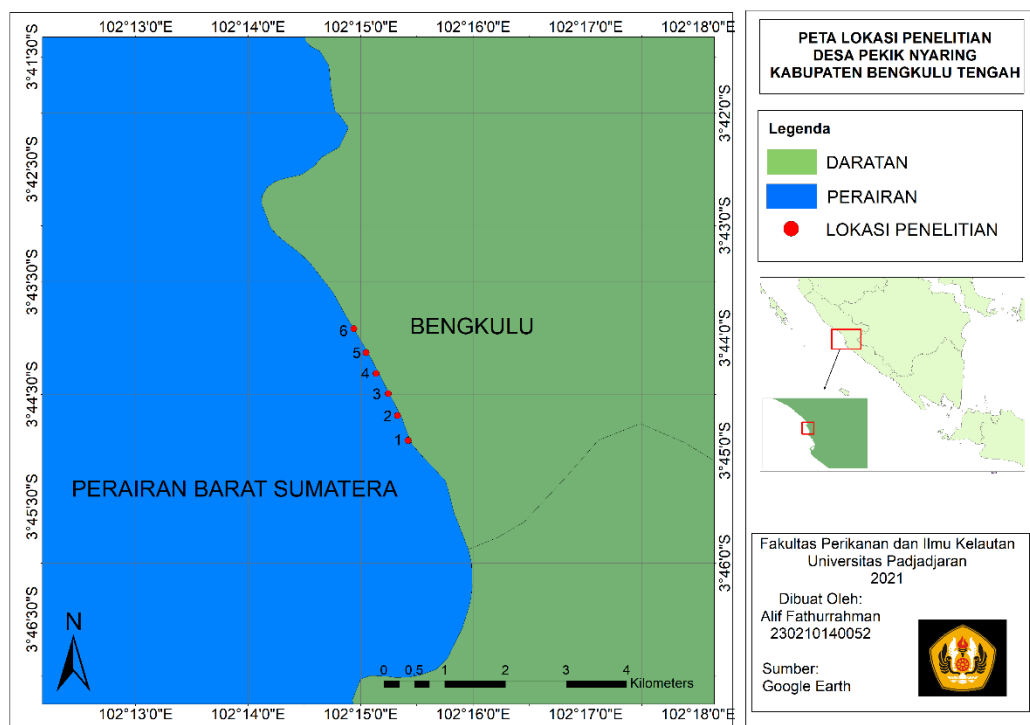 102°13'0"E 102°14'0"E 102°15'0"E 102°16'0"E 102°17'0"E 102°18'0"E
3°41'30"S
3°42'0"S
3°42'30"S
3°43'0"S
3°43'30"S
3°44'0"S
3°44'30"S
3°45'0"S
3°45'30"S
3°46'0"S
3°46'30"S
BENGKULU
6
5
4
3
2
1
PERAIRAN BARAT SUMATERA
N
0 0,5 1 2 3 4
Kilometers
102°13'0"E 102°14'0"E 102°15'0"E 102°16'0"E 102°17'0"E 102°18'0"E
PETA LOKASI PENELITIAN
DESA PEKIK NYARING
KABUPATEN BENGKULU TENGAH
Legenda
DARATAN
PERAIRAN
LOKASI PENELITIAN
Fakultas Perikanan dan Ilmu Kelautan
Universitas Padjadjaran
2021
Dibuat Oleh:
Alif Fathurrahman
230210140052
Sumber:
Google Earth